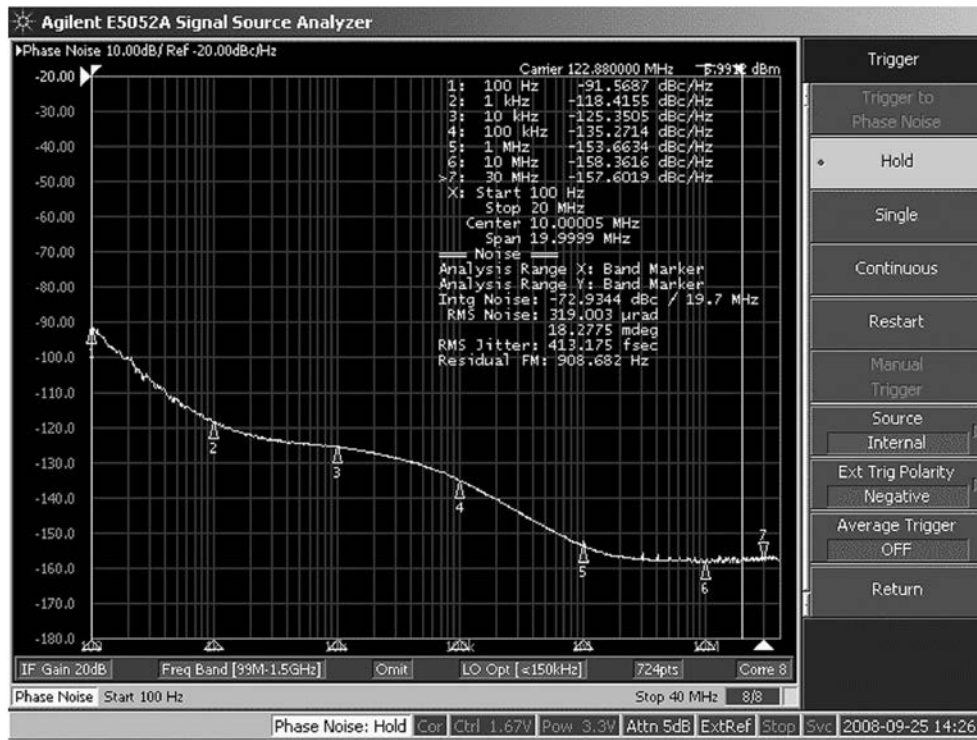 Agilent E5052A Signal Source Analyzer
Phase Noise 10.00dB/ Ref -20.00dBc/Hz
Carrier 122.880000 MHz dBm
1: 100 Hz -91.5687 dBc/Hz
2: 1 kHz -118.4155 dBc/Hz
3: 10 kHz -125.3505 dBc/Hz
4: 100 kHz -135.2714 dBc/Hz
5: 1 MHz -153.6634 dBc/Hz
6: 10 MHz -158.3616 dBc/Hz
>7: 30 MHz -157.6019 dBc/Hz
X: Start 100 Hz
Stop 20 MHz
Center 10.00005 MHz
Span 19.9999 MHz
Noise
Analysis Range X: Band Marker
Analysis Range Y: Band Marker
Intg Noise: -72.9344 dBc / 19.7 MHz
RMS Noise: 319.003 µrad
18.2775 mdeg
RMS Jitter: 413.175 fsec
Residual FM: 908.682 Hz
-20.00
-30.00
-40.00
-50.00
-60.00
-70.00
-80.00
-90.00
-100.0
-110.0
-120.0
-130.0
-140.0
-150.0
-160.0
-170.0
-180.0
1
2
3
4
5
6
7
IF Gain 20dB
Freq Band [99M-1.5GHz]
Omit
LO Opt [<150kHz]
724pts
Corre 8
Phase Noise Start 100 Hz
Stop 40 MHz
8/8
Phase Noise: Hold
Cor
Ctrl 1.67V
Pow 3.3V
Attn 5dB
ExtRef
Stop
Svc
2008-09-25 14:26
Trigger
Trigger to
Phase Noise
Hold
Single
Continuous
Restart
Manual
Trigger
Source
Internal
Ext Trig Polarity
Negative
Average Trigger
OFF
Return